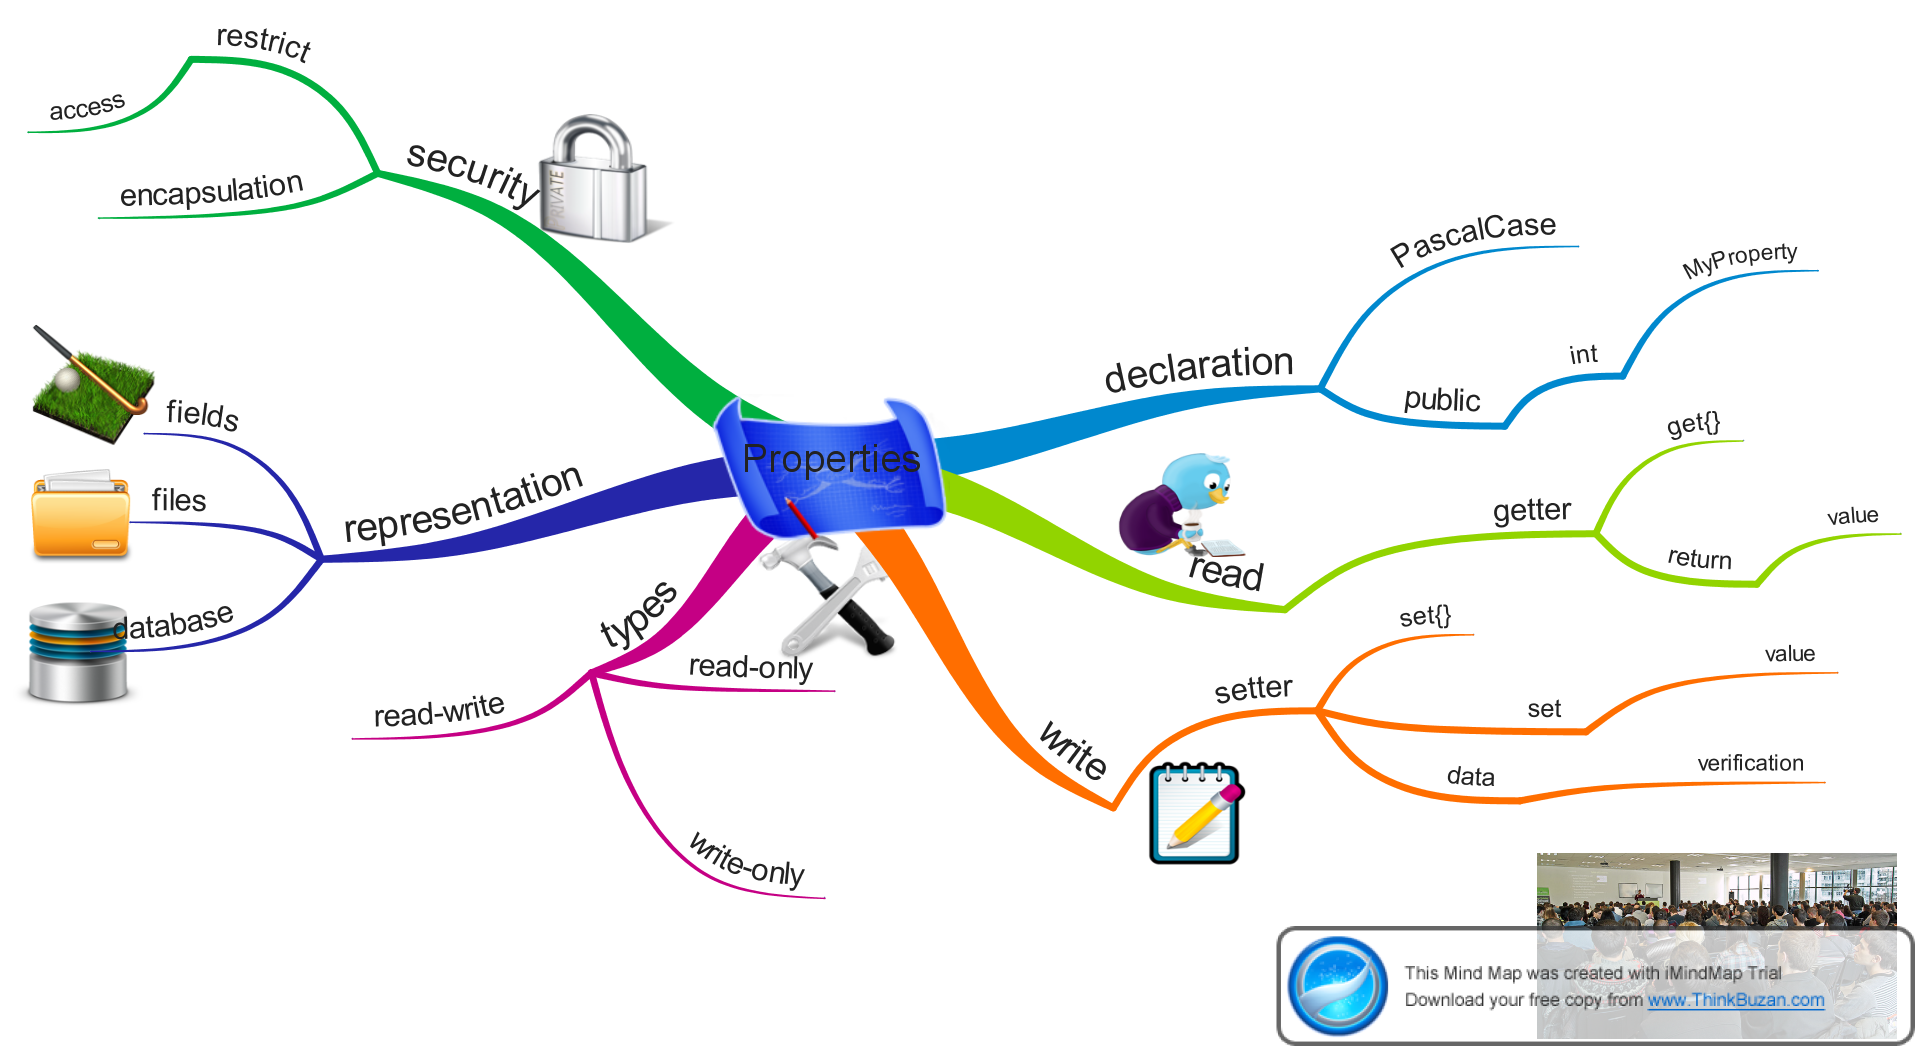 restrict
access
security
encapsulation
PRIVATE
PascalCase
MyProperty
declaration
int
public
fields
files
representation
database
Properties
get{}
getter
value
return
read
types
read-only
read-write
write-only
set{}
setter
value
set
write
data
verification
This Mind Map was created with iMindMap Trial
Download your free copy from www.ThinkBuzan.com